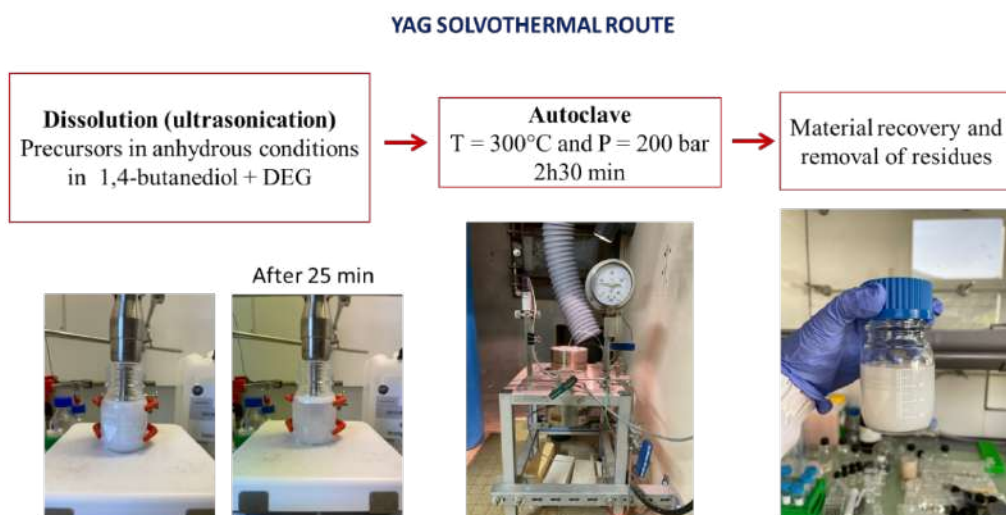 YAG SOLVOTHERMAL ROUTE
Dissolution (ultrasonication)
Precursors in anhydrous conditions
in 1,4-butanediol + DEG
Autoclave
T = 300°C and P = 200 bar
2h30 min
Material recovery and
removal of residues
After 25 min